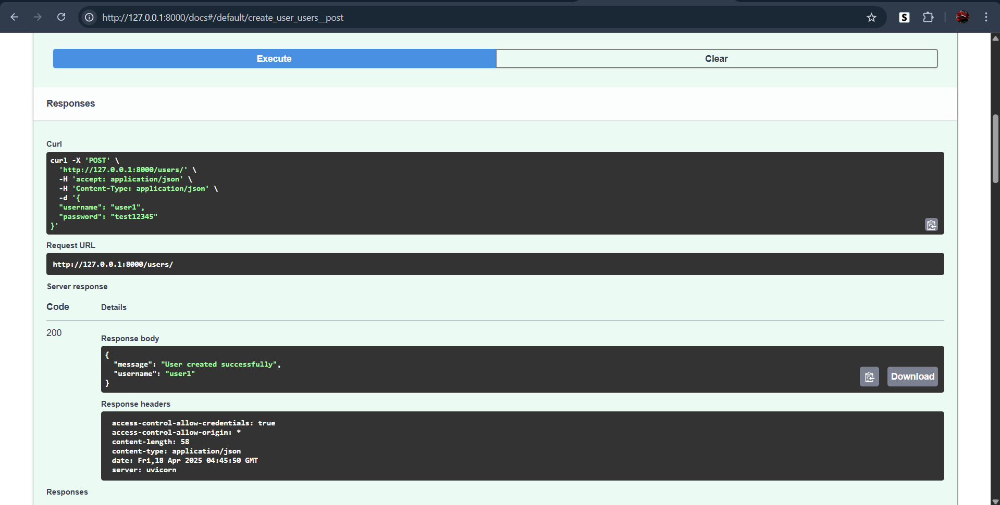 http://127.0.0.1:8000/docs#/default/create_user_users__post
S
Execute
Clear
Responses
Curl
curl -X 'POST' \
  'http://127.0.0.1:8000/users/' \
  -H 'accept: application/json' \
  -H 'Content-Type: application/json' \
  -d '{
  "username": "user1",
  "password": "test12345"
}'
Request URL
http://127.0.0.1:8000/users/
Server response
Code
Details
200
Response body
{
  "message": "User created successfully",
  "username": "user1"
}
Download
Response headers
access-control-allow-credentials: true
access-control-allow-origin: *
content-length: 58
content-type: application/json
date: Fri,18 Apr 2025 04:45:50 GMT
server: uvicorn
Responses